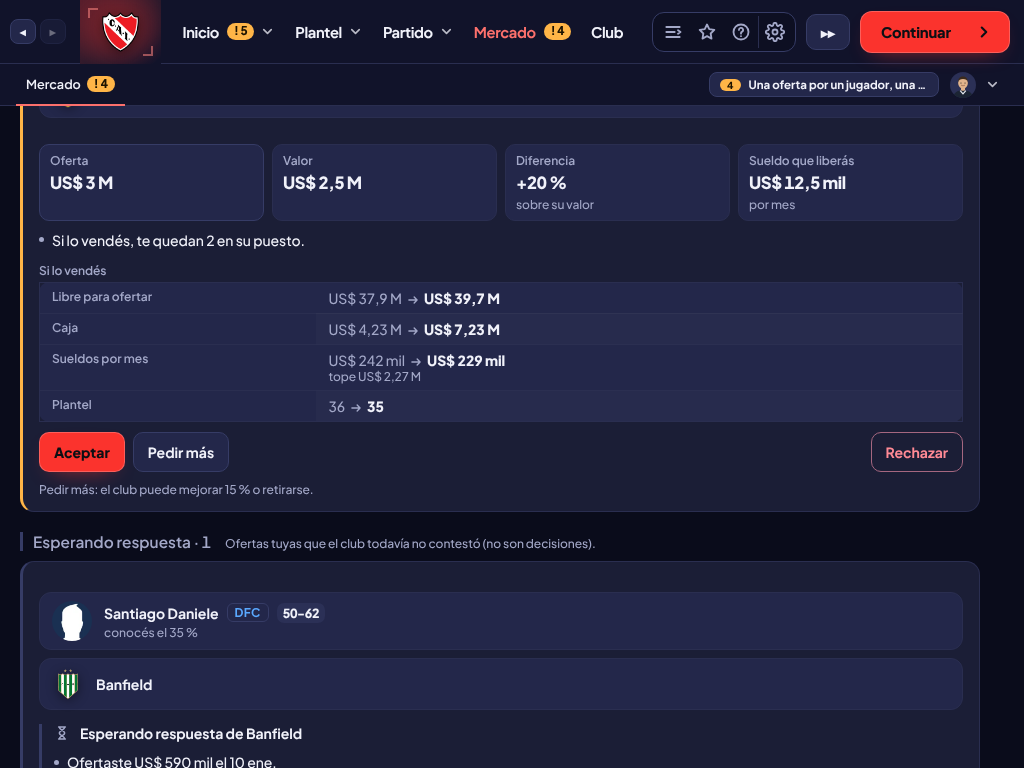 Inicio
! 5
Plantel
Partido
! 4
Mercado
! 4
Club
Continuar
Mercado
! 4
4
Una oferta por un jugador, una ...
Oferta
US$ 3 M
Valor
US$ 2,5 M
Diferencia
+20 %
sobre su valor
Sueldo que liberás
US$ 12,5 mil
por mes
Si lo vendés, te quedan 2 en su puesto.
Si lo vendés
Libre para ofertar
US$ 37,9 M → US$ 39,7 M
Caja
US$ 4,23 M → US$ 7,23 M
Sueldos por mes
US$ 242 mil → US$ 229 mil
tope US$ 2,27 M
Plantel
36 → 35
Aceptar
Pedir más
Rechazar
Pedir más: el club puede mejorar 15 % o retirarse.
Esperando respuesta · 1
Ofertas tuyas que el club todavía no contestó (no son decisiones).
Santiago Daniele
DFC
50–62
conocés el 35 %
Banfield
Esperando respuesta de Banfield
Ofertaste US$ 590 mil el 10 ene.